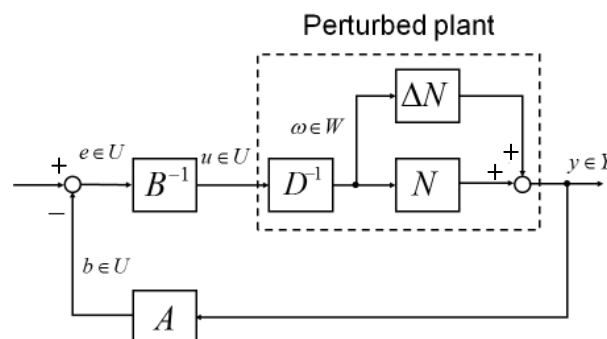 Perturbed plant
ΔN
ω∈W
+
e∈U
u∈U
+
y∈Y
+
B⁻¹
D⁻¹
N
+
−
b∈U
A